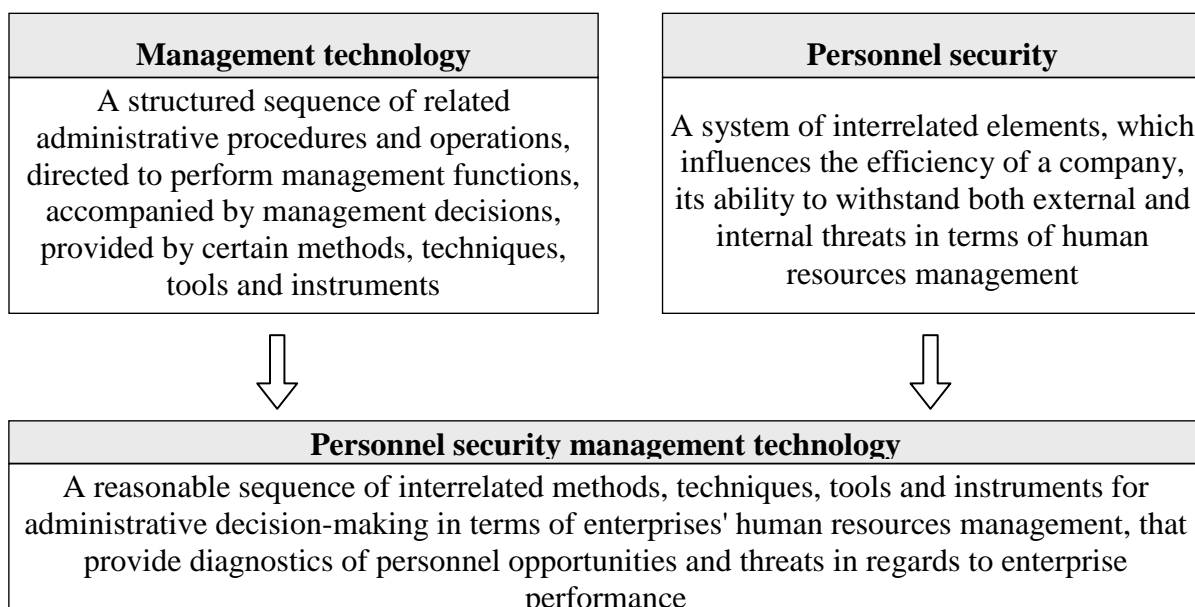 Management technology
A structured sequence of related
administrative procedures and operations,
directed to perform management functions,
accompanied by management decisions,
provided by certain methods, techniques,
tools and instruments
Personnel security
A system of interrelated elements, which
influences the efficiency of a company,
its ability to withstand both external and
internal threats in terms of human
resources management
Personnel security management technology
A reasonable sequence of interrelated methods, techniques, tools and instruments for
administrative decision-making in terms of enterprises' human resources management, that
provide diagnostics of personnel opportunities and threats in regards to enterprise
performance